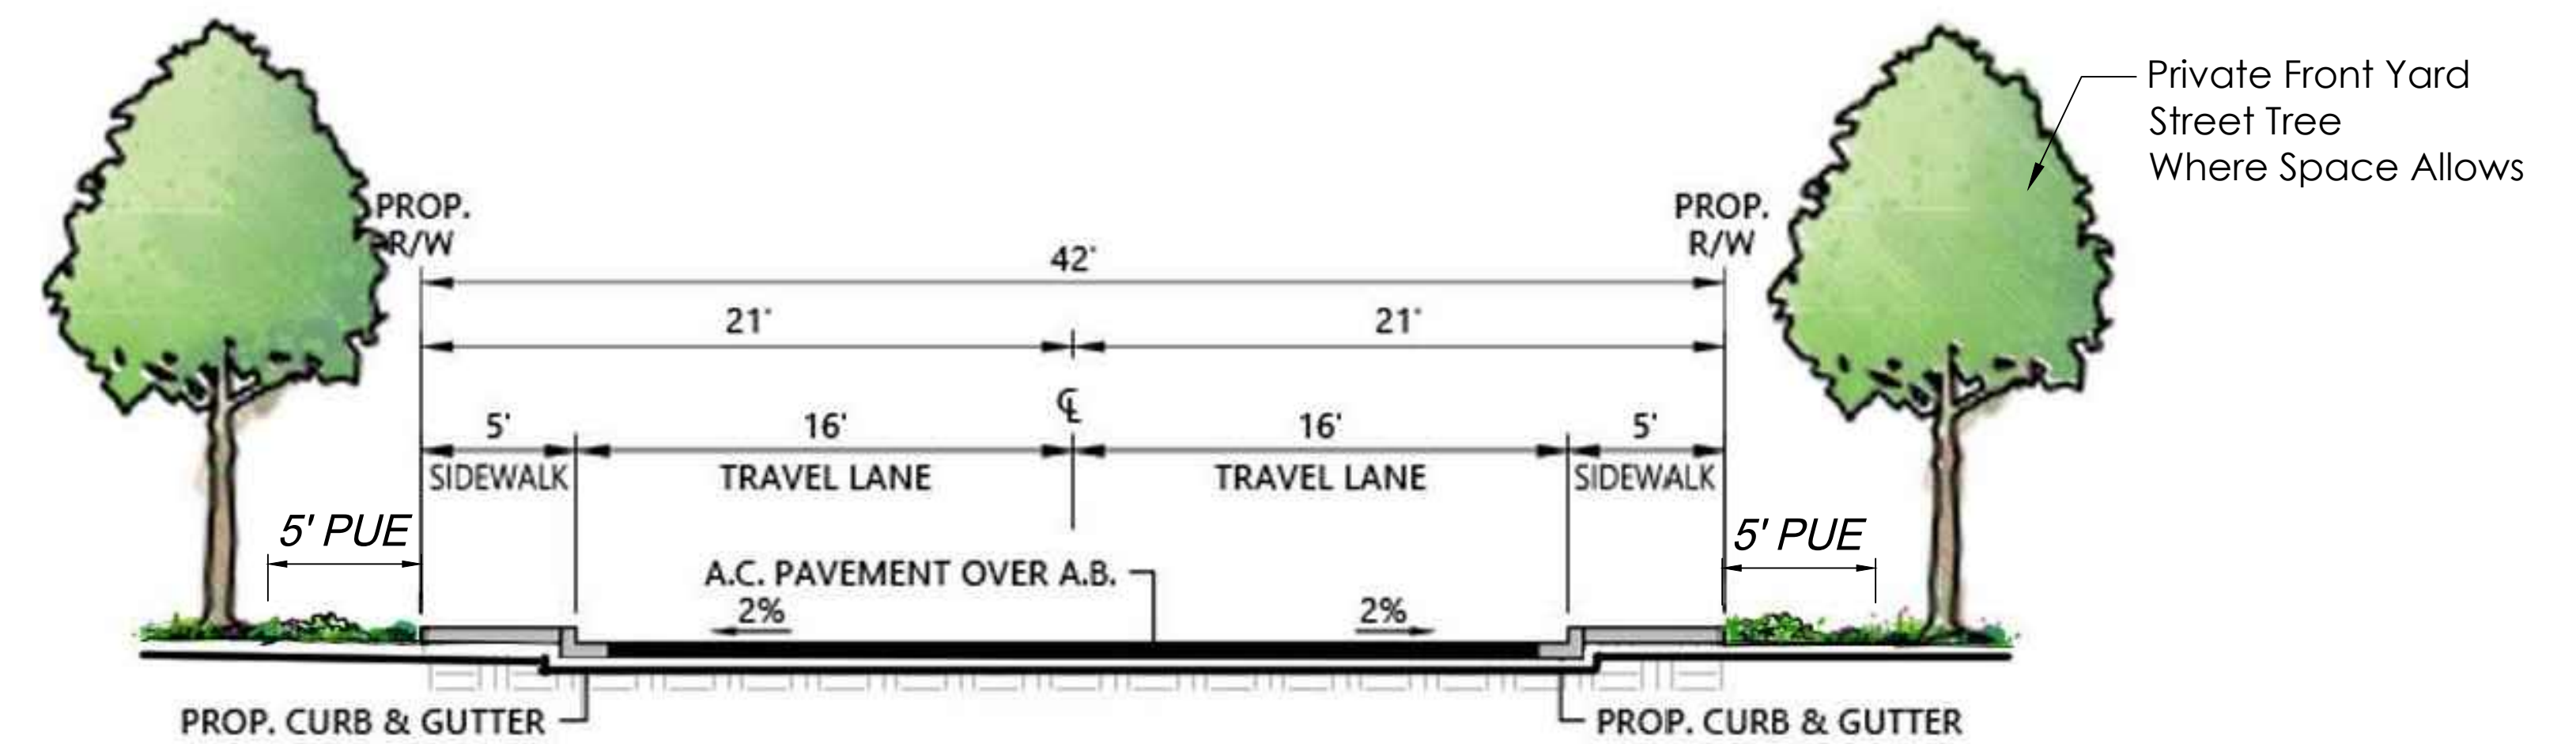 Private Front Yard
Street Tree
Where Space Allows
PROP.
R/W
PROP.
R/W
42'
21'
21'
℄
5'
16'
16'
5'
SIDEWALK
TRAVEL LANE
TRAVEL LANE
SIDEWALK
5' PUE
5' PUE
A.C. PAVEMENT OVER A.B.
2%
2%
PROP. CURB & GUTTER
PROP. CURB & GUTTER